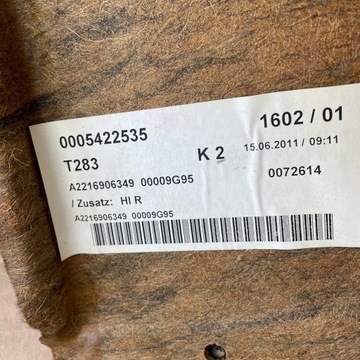 0005422535
1602 / 01
T283
K 2
15.06.2011 / 09:11
A2216906349 00009G95
0072614
/ Zusatz: HI R
A2216906349 00009G95